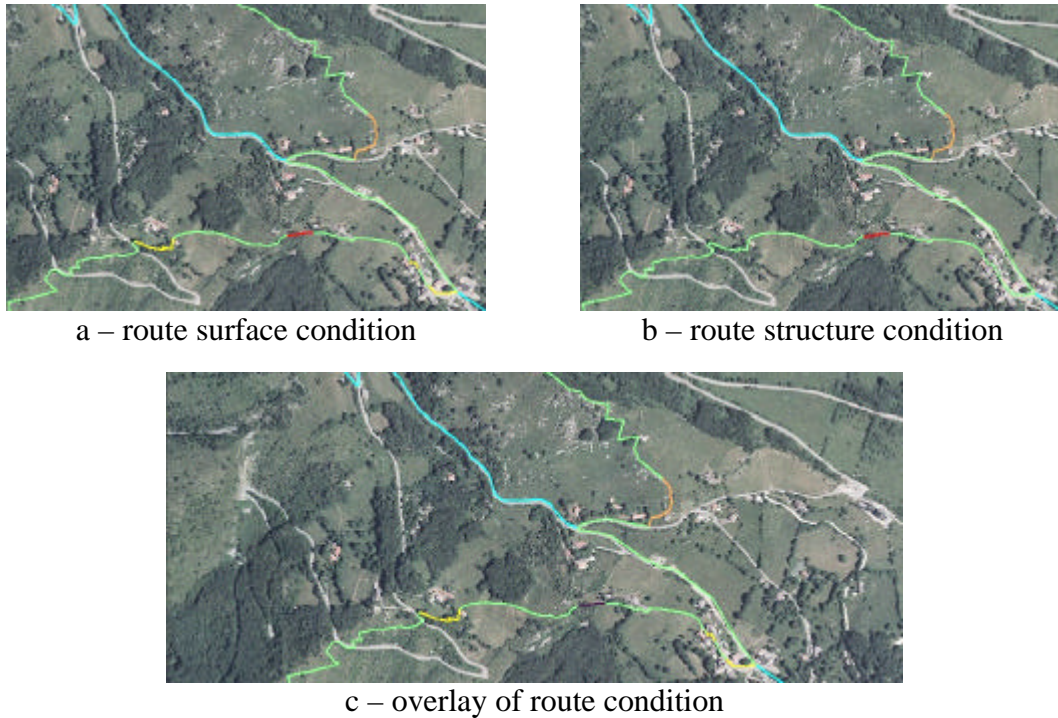 a – route surface condition
b – route structure condition
c – overlay of route condition